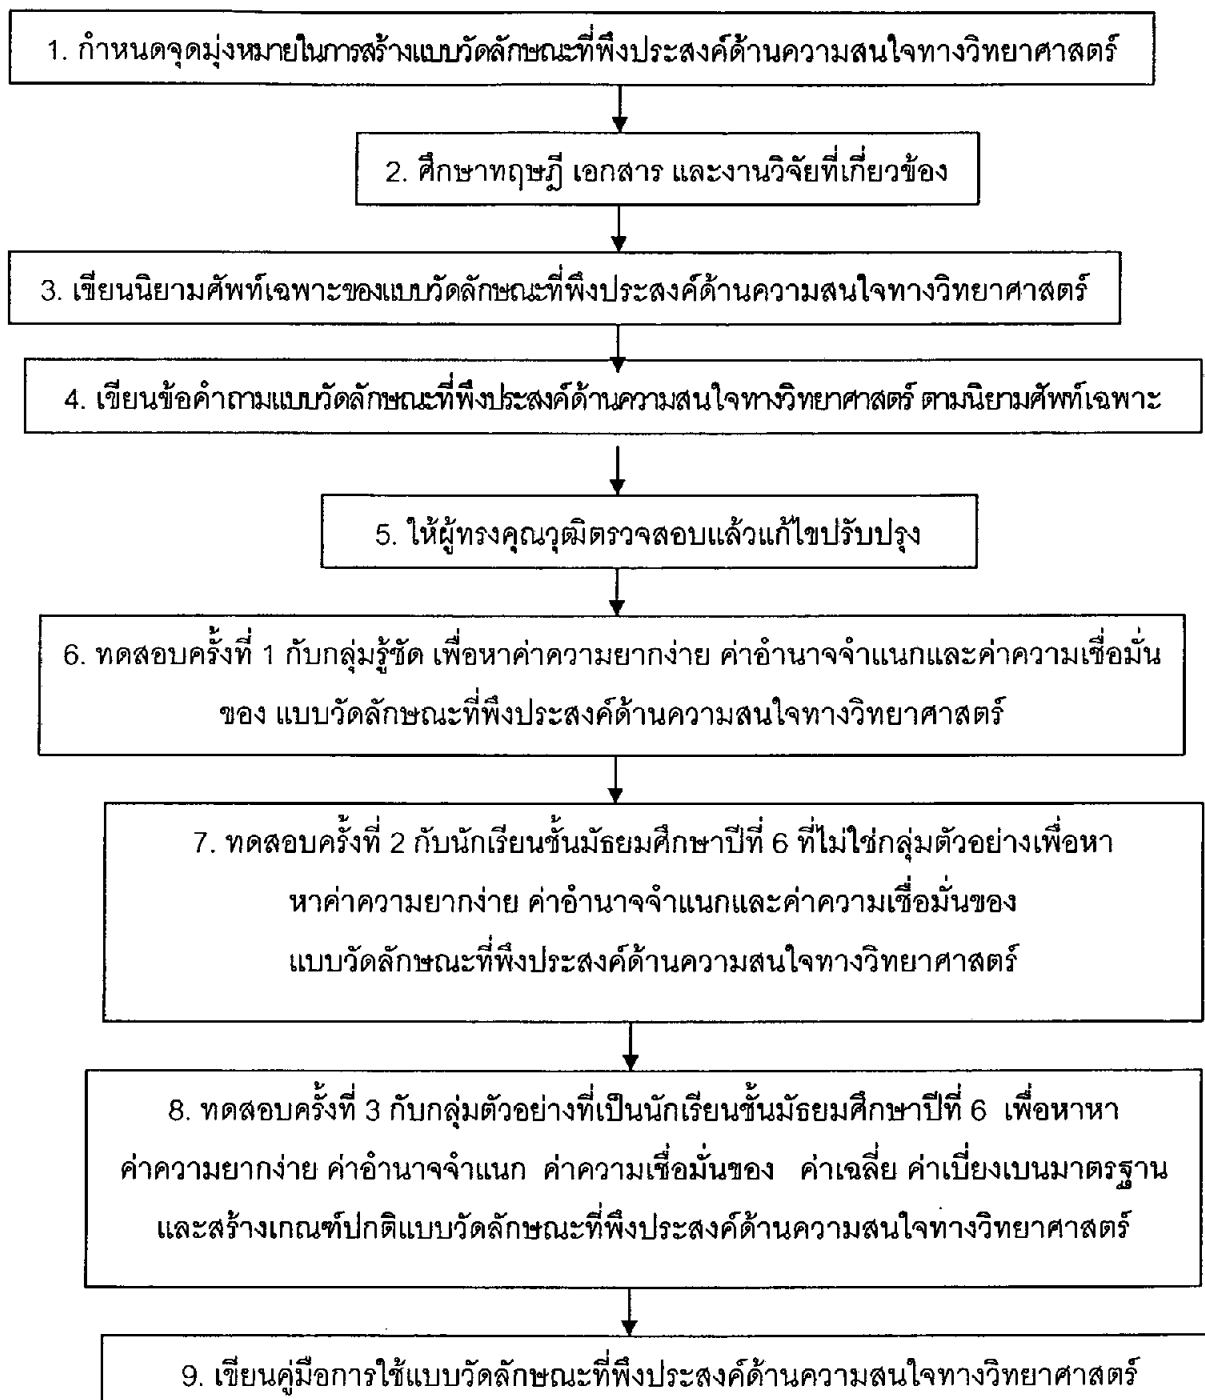 1. กำหนดจุดมุ่งหมายในการสร้างแบบวัดลักษณะที่พึงประสงค์ด้านความสนใจทางวิทยาศาสตร์
2. ศึกษาทฤษฎี เอกสาร และงานวิจัยที่เกี่ยวข้อง
3. เขียนนิยามศัพท์เฉพาะของแบบวัดลักษณะที่พึงประสงค์ด้านความสนใจทางวิทยาศาสตร์
4. เขียนข้อคำถามแบบวัดลักษณะที่พึงประสงค์ด้านความสนใจทางวิทยาศาสตร์ ตามนิยามศัพท์เฉพาะ
5. ให้ผู้ทรงคุณวุฒิตรวจสอบแล้วแก้ไขปรับปรุง
6. ทดสอบครั้งที่ 1 กับกลุ่มรู้ชัด เพื่อหาค่าความยากง่าย ค่าอำนาจจำแนกและค่าความเชื่อมั่น
ของ แบบวัดลักษณะที่พึงประสงค์ด้านความสนใจทางวิทยาศาสตร์
7. ทดสอบครั้งที่ 2 กับนักเรียนชั้นมัธยมศึกษาปีที่ 6 ที่ไม่ใช่กลุ่มตัวอย่างเพื่อหา
หาค่าความยากง่าย ค่าอำนาจจำแนกและค่าความเชื่อมั่นของ
แบบวัดลักษณะที่พึงประสงค์ด้านความสนใจทางวิทยาศาสตร์
8. ทดสอบครั้งที่ 3 กับกลุ่มตัวอย่างที่เป็นนักเรียนชั้นมัธยมศึกษาปีที่ 6 เพื่อหาหา
ค่าความยากง่าย ค่าอำนาจจำแนก ค่าความเชื่อมั่นของ ค่าเฉลี่ย ค่าเบี่ยงเบนมาตรฐาน
และสร้างเกณฑ์ปกติแบบวัดลักษณะที่พึงประสงค์ด้านความสนใจทางวิทยาศาสตร์
9. เขียนคู่มือการใช้แบบวัดลักษณะที่พึงประสงค์ด้านความสนใจทางวิทยาศาสตร์